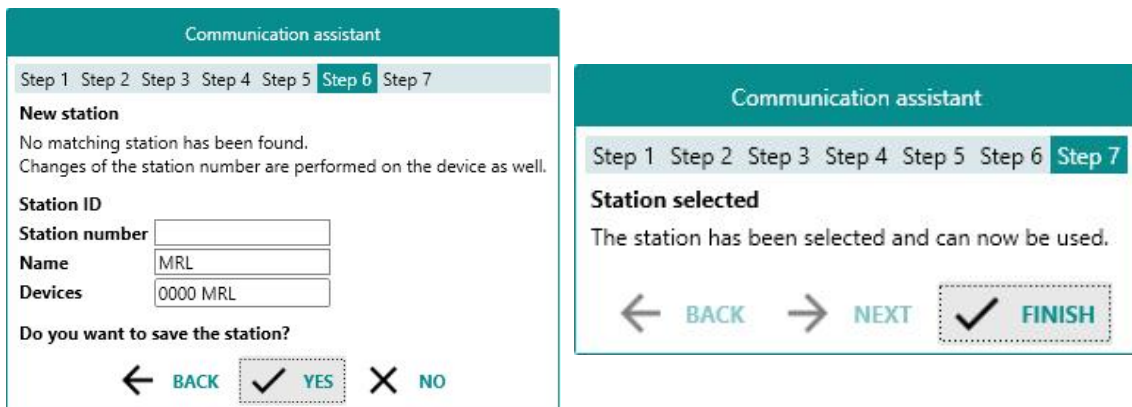 Communication assistant
Step 1 Step 2 Step 3 Step 4 Step 5 Step 6 Step 7
New station
No matching station has been found.
Changes of the station number are performed on the device as well.
Station ID
Station number
Name MRL
Devices 0000 MRL
Do you want to save the station?
BACK YES NO
Communication assistant
Step 1 Step 2 Step 3 Step 4 Step 5 Step 6 Step 7
Station selected
The station has been selected and can now be used.
BACK NEXT FINISH